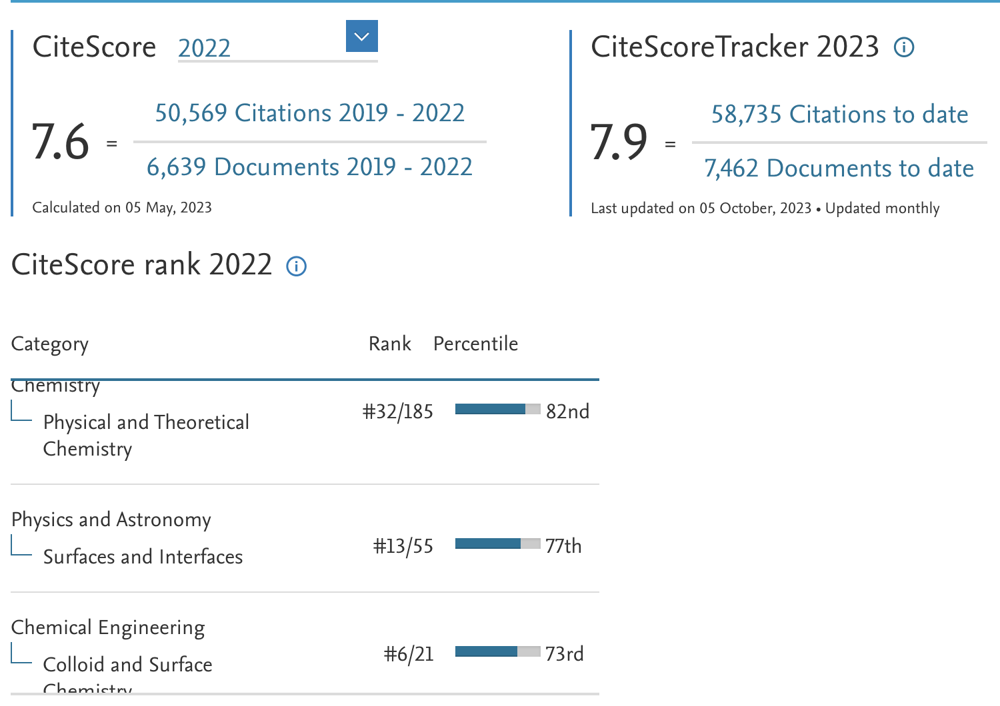 CiteScore 2022
CiteScoreTracker 2023
7.6 = 50,569 Citations 2019 - 2022
6,639 Documents 2019 - 2022
Calculated on 05 May, 2023
7.9 = 58,735 Citations to date
7,462 Documents to date
Last updated on 05 October, 2023 • Updated monthly
CiteScore rank 2022
Category Rank Percentile
Chemistry
Physical and Theoretical
Chemistry
#32/185 82nd
Physics and Astronomy
Surfaces and Interfaces
#13/55 77th
Chemical Engineering
Colloid and Surface
Chemistry
#6/21 73rd